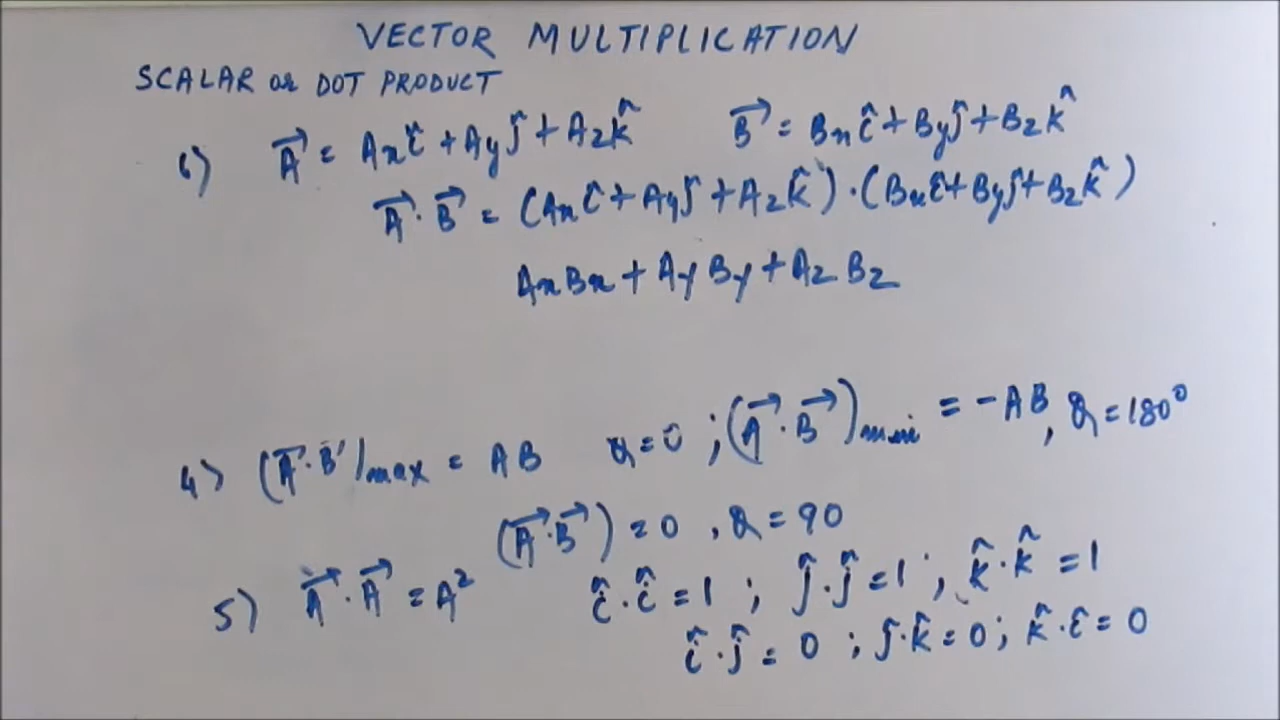 VECTOR MULTIPLICATION
SCALAR or DOT PRODUCT
6) A⃗ = Axî + Ayĵ + Azk̂ B⃗ = Bxî + Byĵ + Bzk̂
A⃗ · B⃗ = (Axî + Ayĵ + Azk̂) · (Bxî + Byĵ + Bzk̂)
AxBx + AyBy + AzBz
4) (A⃗ · B⃗)max = AB θ = 0 ; (A⃗ · B⃗)min = -AB, θ = 180°
(A⃗ · B⃗) = 0 , θ = 90
5) A⃗ · A⃗ = A² î · î = 1 ; ĵ · ĵ = 1 ; k̂ · k̂ = 1
î · ĵ = 0 ; ĵ · k̂ = 0 ; k̂ · î = 0